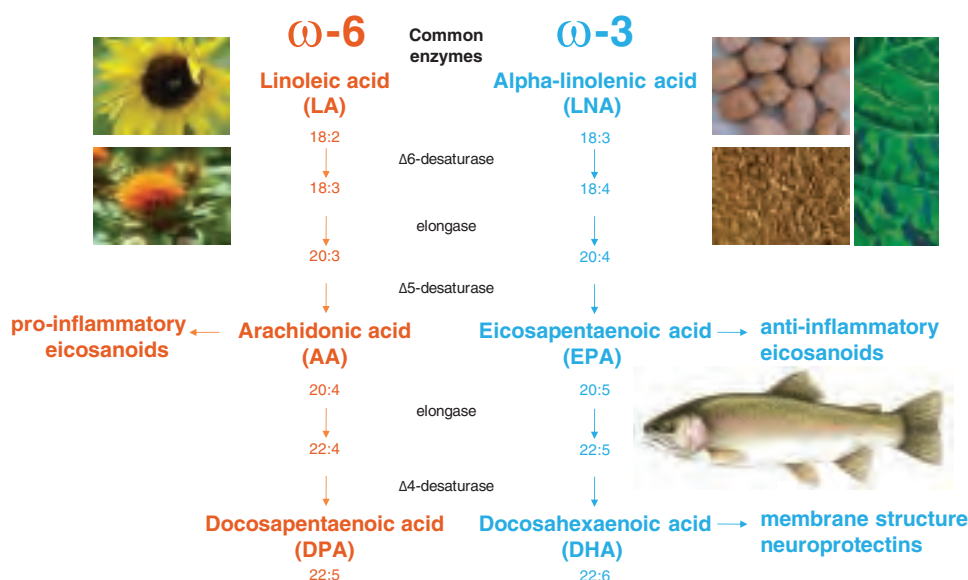 ω-6
Common
enzymes
ω-3
Linoleic acid
(LA)
Alpha-linolenic acid
(LNA)
18:2
18:3
Δ6-desaturase
18:3
18:4
elongase
20:3
20:4
Δ5-desaturase
pro-inflammatory
eicosanoids
Arachidonic acid
(AA)
Eicosapentaenoic acid
(EPA)
anti-inflammatory
eicosanoids
20:4
20:5
elongase
22:4
22:5
Δ4-desaturase
Docosapentaenoic acid
(DPA)
Docosahexaenoic acid
(DHA)
membrane structure
neuroprotectins
22:5
22:6